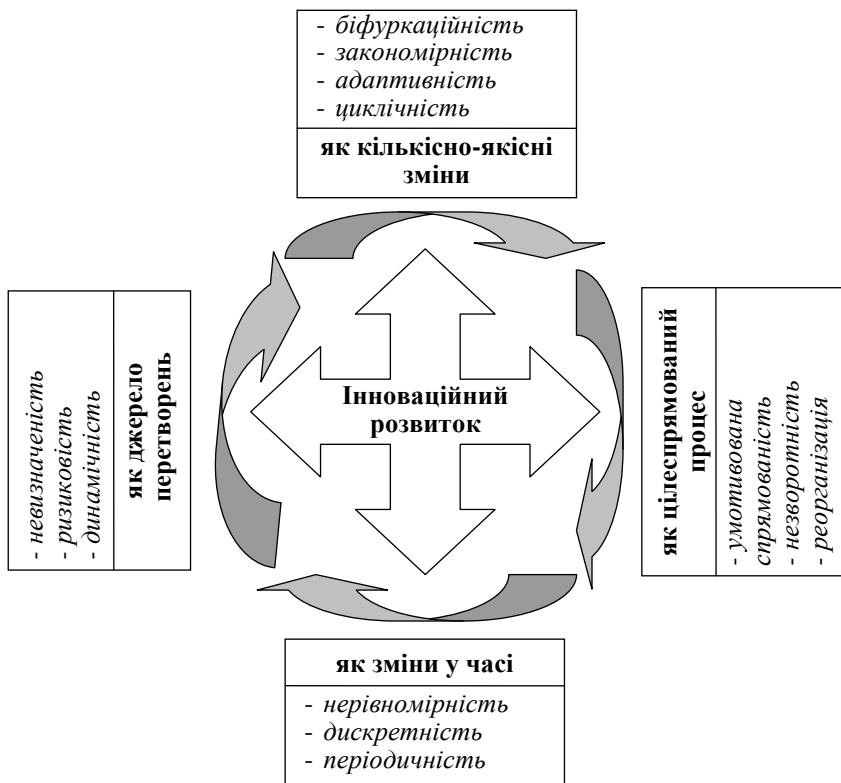 - біфуркаційність
- закономірність
- адаптивність
- циклічність
як кількісно-якісні
зміни
- невизначеність
- ризиковість
- динамічність
як джерело
перетворень
Інноваційний
розвиток
як цілеспрямований
процес
- умотивована
спрямованість
- незворотність
- реорганізація
як зміни у часі
- нерівномірність
- дискретність
- періодичність